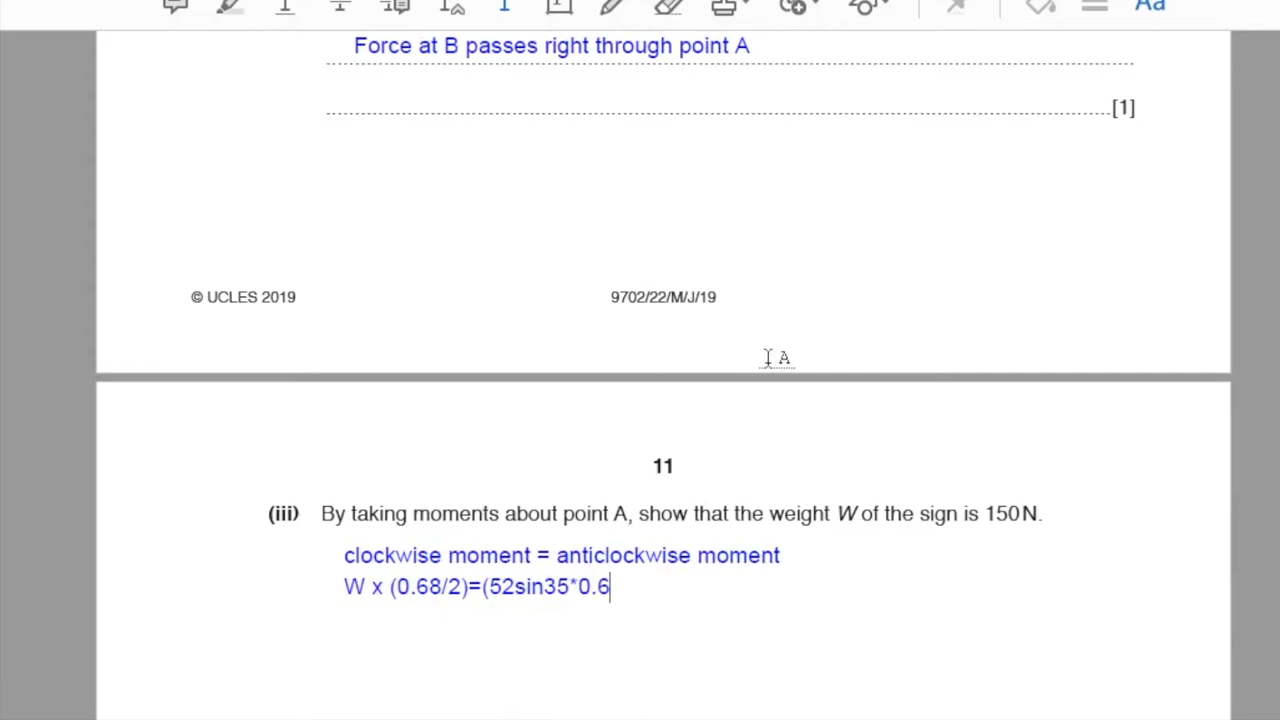 Aa
Force at B passes right through point A
[1]
© UCLES 2019
9702/22/M/J/19
A
11
(iii) By taking moments about point A, show that the weight W of the sign is 150N.
clockwise moment = anticlockwise moment
W x (0.68/2)=(52sin35*0.6